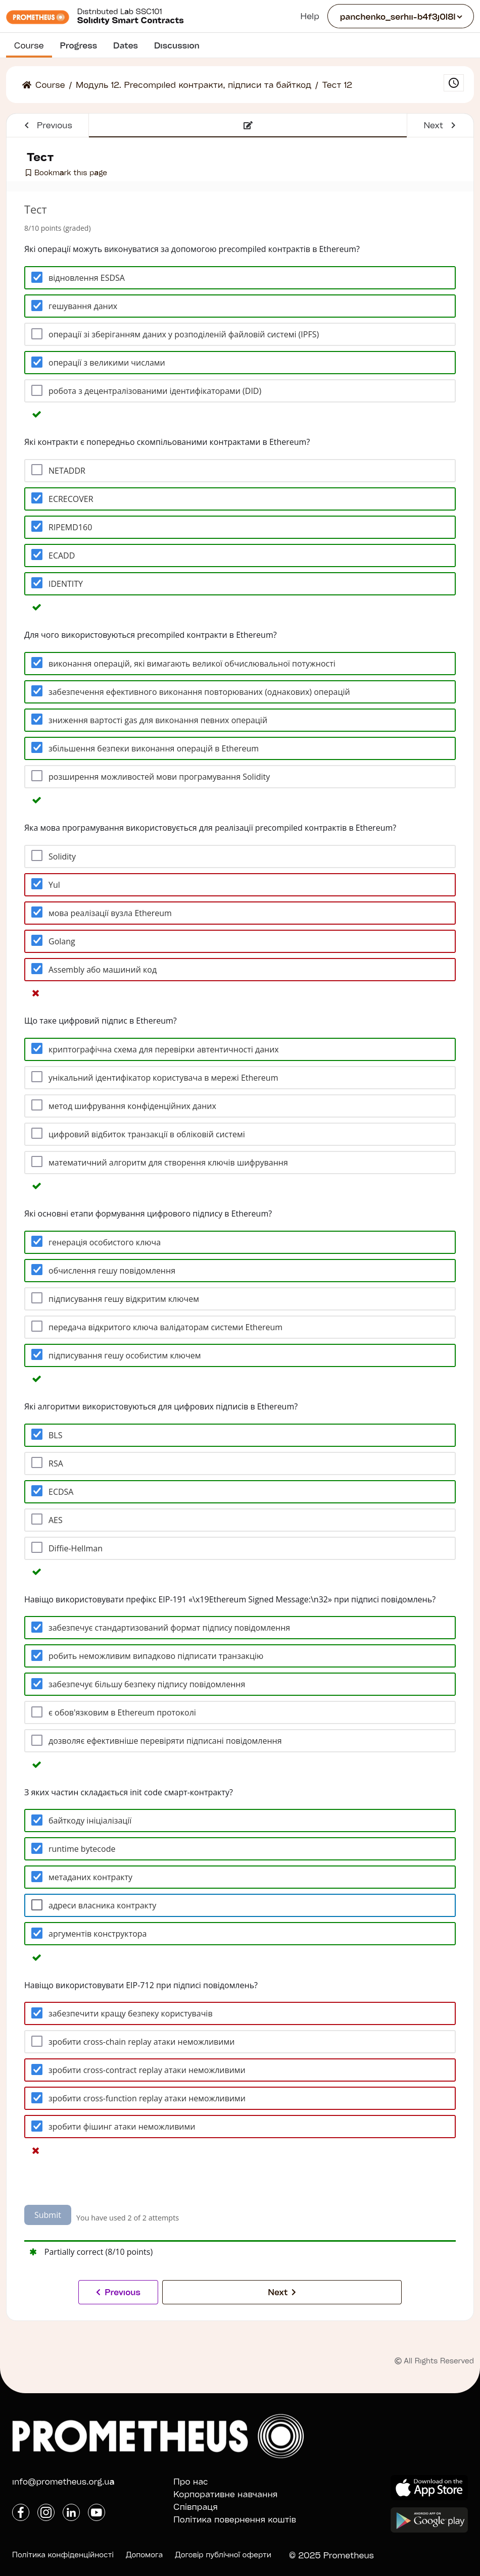 PROMETHEUS
Distributed Lab SSC101
Solidity Smart Contracts
Help
panchenko_serhii-b4f3j0l8l
Course
Progress
Dates
Discussion
Course / Модуль 12. Precompiled контракти, підписи та байткод / Тест 12
Previous
Next
Тест
Bookmark this page
Тест
8/10 points (graded)
Які операції можуть виконуватися за допомогою precompiled контрактів в Ethereum?
відновлення ESDSA
гешування даних
операції зі зберіганням даних у розподіленій файловій системі (IPFS)
операції з великими числами
робота з децентралізованими ідентифікаторами (DID)
Які контракти є попередньо скомпільованими контрактами в Ethereum?
NETADDR
ECRECOVER
RIPEMD160
ECADD
IDENTITY
Для чого використовуються precompiled контракти в Ethereum?
виконання операцій, які вимагають великої обчислювальної потужності
забезпечення ефективного виконання повторюваних (однакових) операцій
зниження вартості gas для виконання певних операцій
збільшення безпеки виконання операцій в Ethereum
розширення можливостей мови програмування Solidity
Яка мова програмування використовується для реалізації precompiled контрактів в Ethereum?
Solidity
Yul
мова реалізації вузла Ethereum
Golang
Assembly або машиний код
Що таке цифровий підпис в Ethereum?
криптографічна схема для перевірки автентичності даних
унікальний ідентифікатор користувача в мережі Ethereum
метод шифрування конфіденційних даних
цифровий відбиток транзакції в обліковій системі
математичний алгоритм для створення ключів шифрування
Які основні етапи формування цифрового підпису в Ethereum?
генерація особистого ключа
обчислення гешу повідомлення
підписування гешу відкритим ключем
передача відкритого ключа валідаторам системи Ethereum
підписування гешу особистим ключем
Які алгоритми використовуються для цифрових підписів в Ethereum?
BLS
RSA
ECDSA
AES
Diffie-Hellman
Навіщо використовувати префікс EIP-191 «\x19Ethereum Signed Message:\n32» при підписі повідомлень?
забезпечує стандартизований формат підпису повідомлення
робить неможливим випадково підписати транзакцію
забезпечує більшу безпеку підпису повідомлення
є обов'язковим в Ethereum протоколі
дозволяє ефективніше перевіряти підписані повідомлення
З яких частин складається init code смарт-контракту?
байткоду ініціалізації
runtime bytecode
метаданих контракту
адреси власника контракту
аргументів конструктора
Навіщо використовувати EIP-712 при підписі повідомлень?
забезпечити кращу безпеку користувачів
зробити cross-chain replay атаки неможливими
зробити cross-contract replay атаки неможливими
зробити cross-function replay атаки неможливими
зробити фішинг атаки неможливими
Submit
You have used 2 of 2 attempts
Partially correct (8/10 points)
Previous
Next
© All Rights Reserved
PROMETHEUS
info@prometheus.org.ua
Про нас
Корпоративне навчання
Співпраця
Політика повернення коштів
Download on the
App Store
ANDROID APP ON
Google play
Політика конфіденційності
Допомога
Договір публічної оферти
© 2025 Prometheus